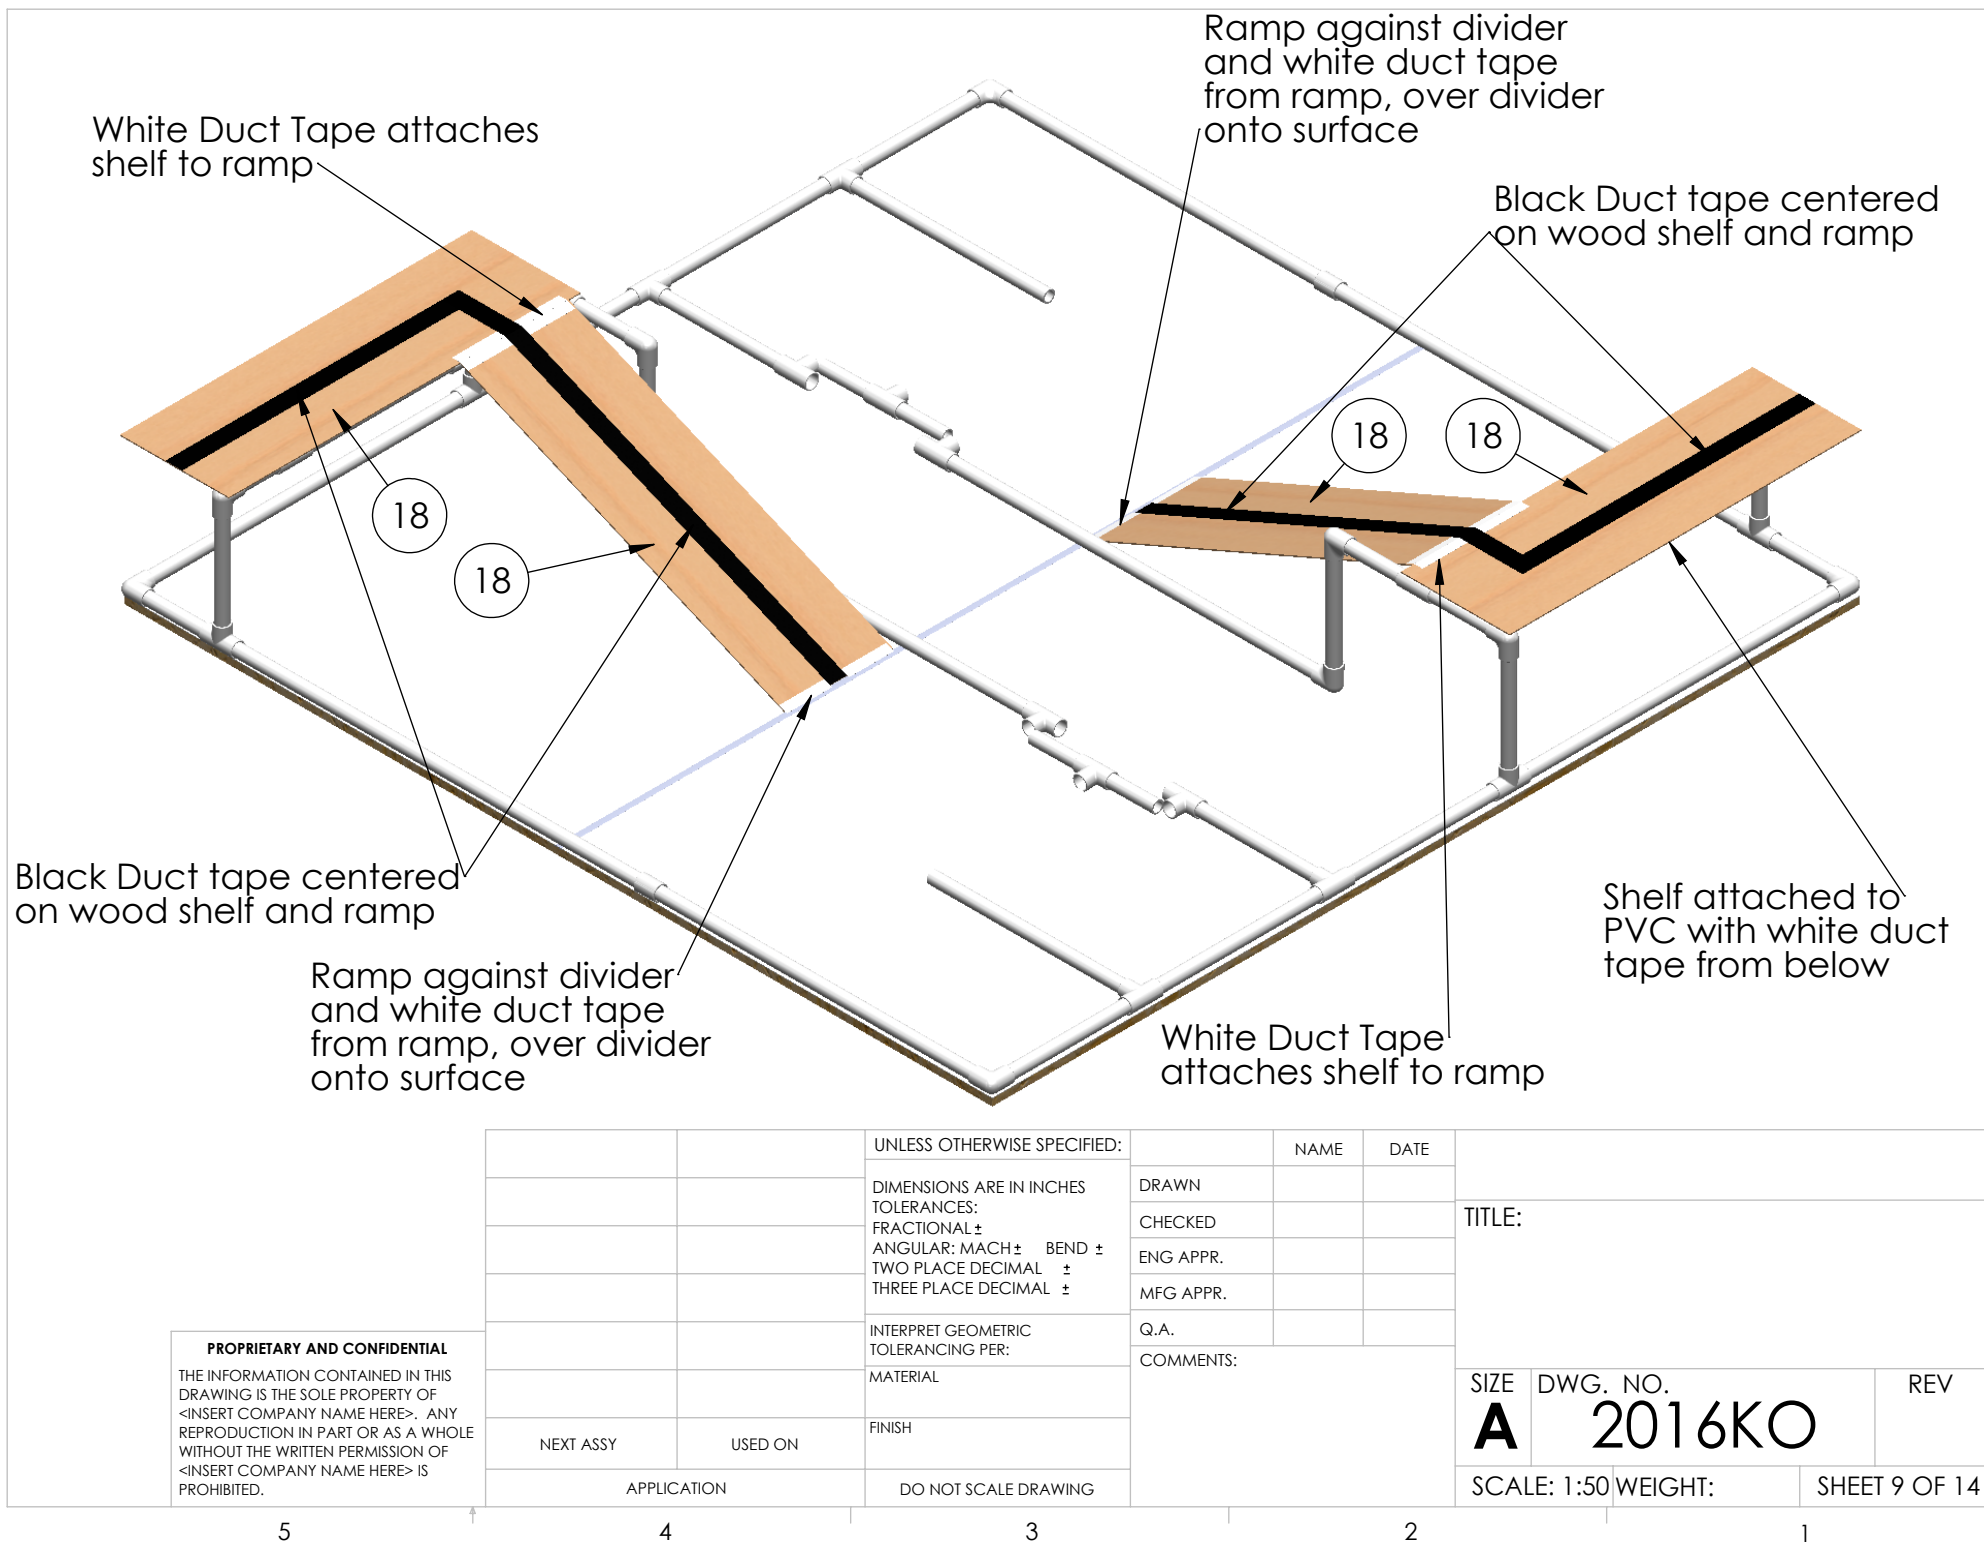 Ramp against divider
and white duct tape
from ramp, over divider
onto surface
White Duct Tape attaches
shelf to ramp
Black Duct tape centered
on wood shelf and ramp
18
18
18
18
Black Duct tape centered
on wood shelf and ramp
Ramp against divider
and white duct tape
from ramp, over divider
onto surface
Shelf attached to
PVC with white duct
tape from below
White Duct Tape
attaches shelf to ramp
PROPRIETARY AND CONFIDENTIAL
THE INFORMATION CONTAINED IN THIS
DRAWING IS THE SOLE PROPERTY OF
<INSERT COMPANY NAME HERE>. ANY
REPRODUCTION IN PART OR AS A WHOLE
WITHOUT THE WRITTEN PERMISSION OF
<INSERT COMPANY NAME HERE> IS
PROHIBITED.
NEXT ASSY
USED ON
APPLICATION
UNLESS OTHERWISE SPECIFIED:
DIMENSIONS ARE IN INCHES
TOLERANCES:
FRACTIONAL ±
ANGULAR: MACH ± BEND ±
TWO PLACE DECIMAL ±
THREE PLACE DECIMAL ±
INTERPRET GEOMETRIC
TOLERANCING PER:
MATERIAL
FINISH
DO NOT SCALE DRAWING
NAME DATE
DRAWN
CHECKED
ENG APPR.
MFG APPR.
Q.A.
COMMENTS:
TITLE:
SIZE DWG. NO. REV
A 2016KO
SCALE: 1:50 WEIGHT: SHEET 9 OF 14
5 4 3 2 1